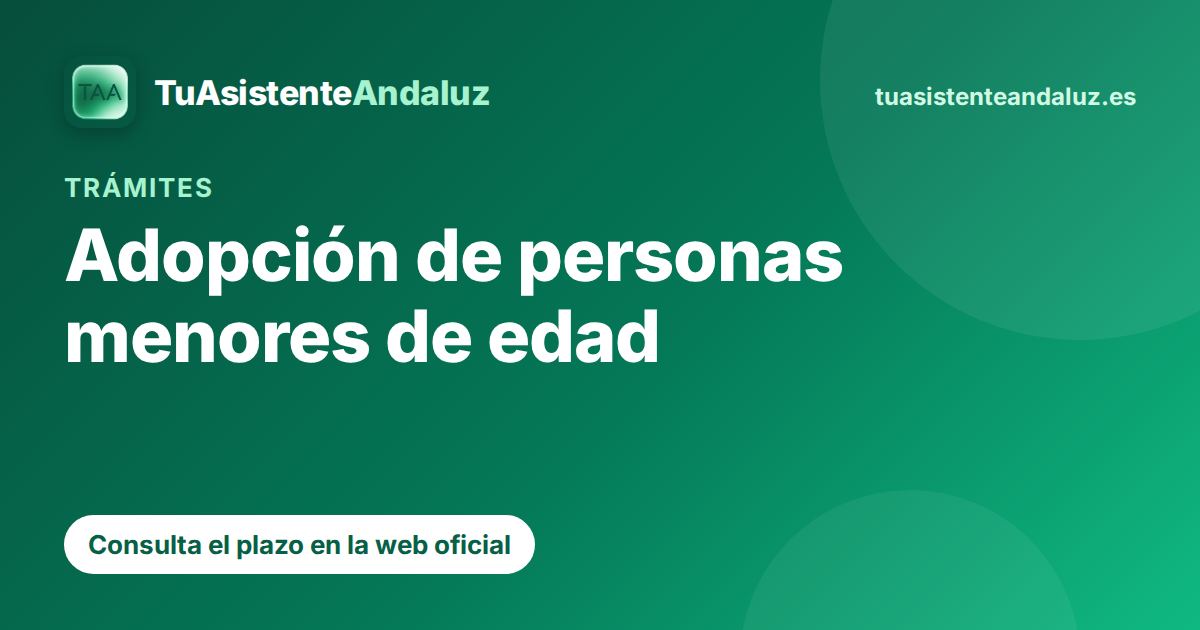 TAA
TuAsistenteAndaluz
tuasistenteandaluz.es
TRÁMITES
Adopción de personas
menores de edad
Consulta el plazo en la web oficial